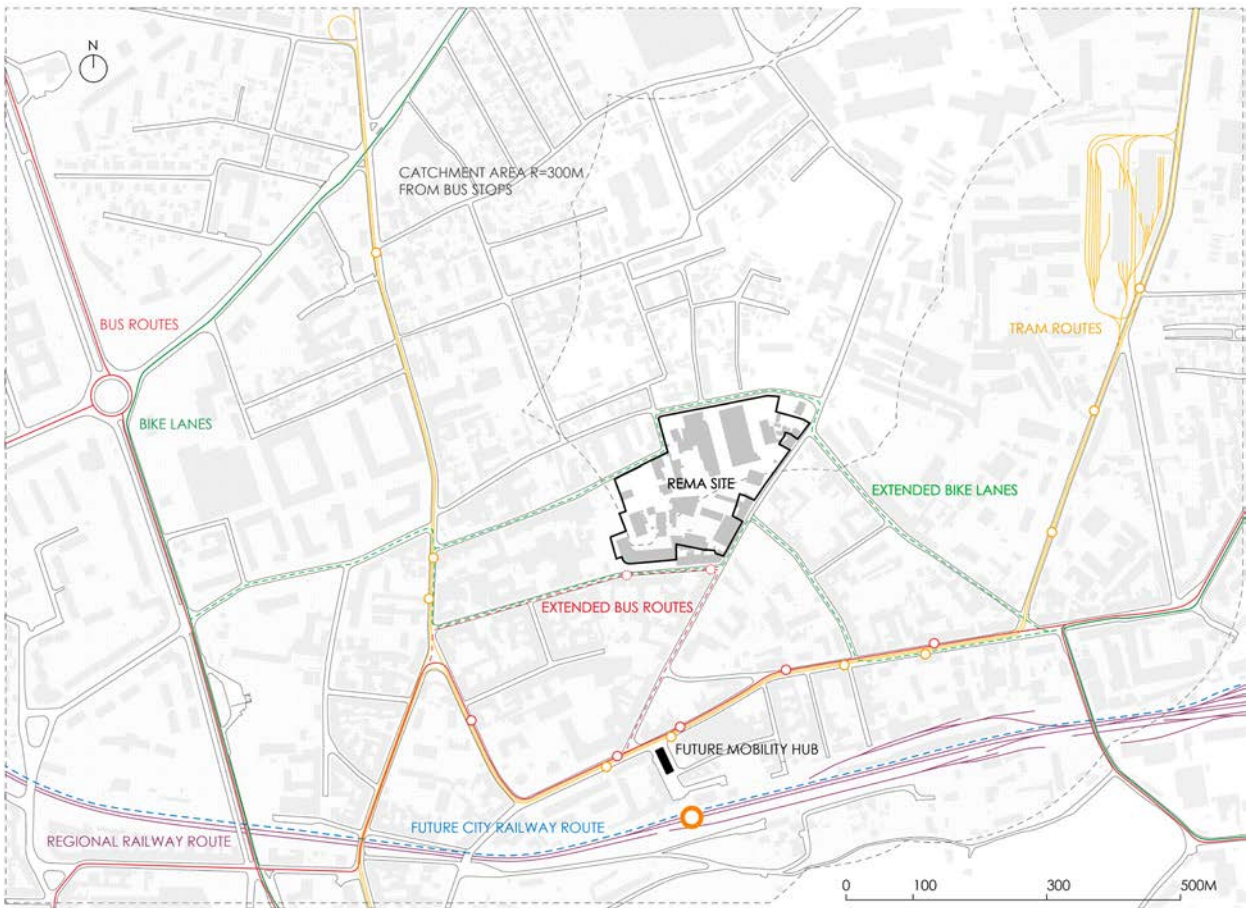 N
CATCHMENT AREA R=300M
FROM BUS STOPS
BUS ROUTES
TRAM ROUTES
BIKE LANES
REMA SITE
EXTENDED BIKE LANES
EXTENDED BUS ROUTES
FUTURE MOBILITY HUB
FUTURE CITY RAILWAY ROUTE
REGIONAL RAILWAY ROUTE
0 100 300 500M